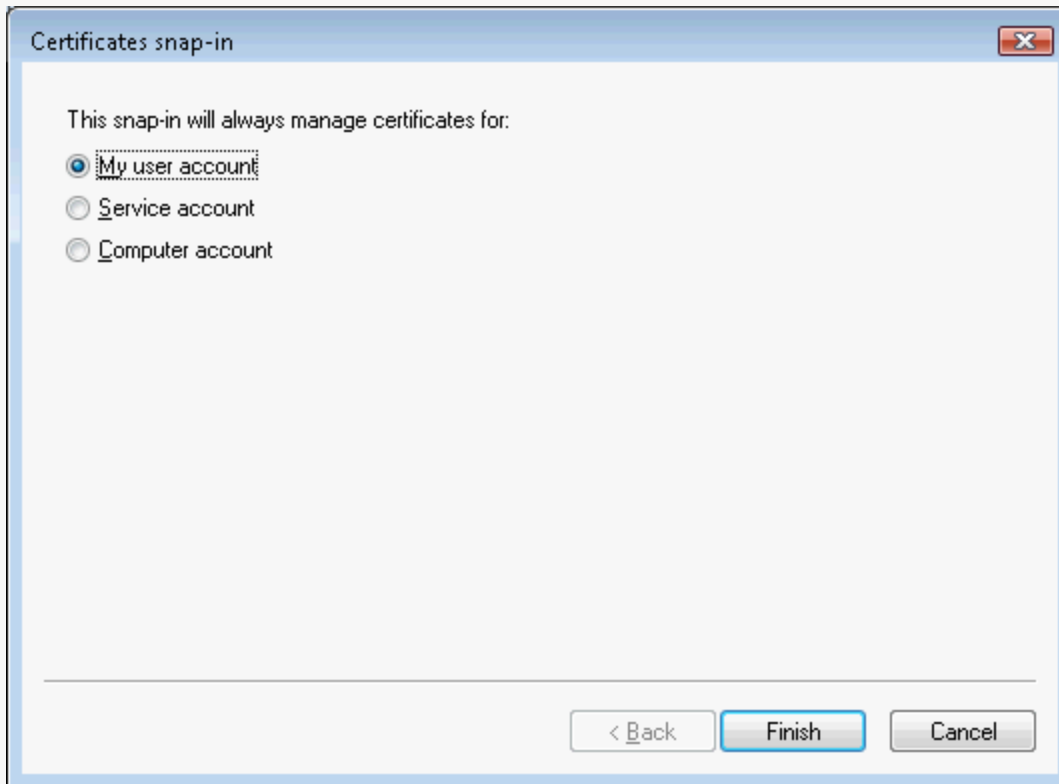 Certificates snap-in
This snap-in will always manage certificates for:
My user account
Service account
Computer account
< Back
Finish
Cancel